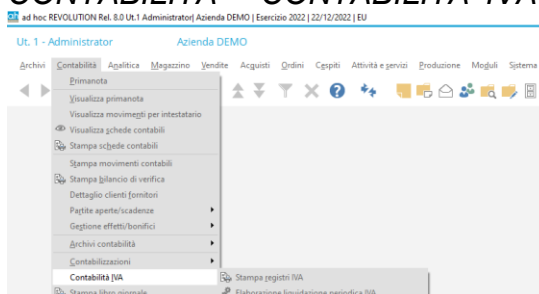 CONTABILITÀ - CONTABILITÀ IVA
ad hoc REVOLUTION Rel. 8.0 Ut.1 Administrator| Azienda DEMO | Esercizio 2022 | 22/12/2022 | EU
Ut. 1 - Administrator Azienda DEMO
Archivi Contabilità Analitica Magazzino Vendite Acquisti Ordini Cespiti Attività e servizi Produzione Moduli Sistema
Primanota
Visualizza primanota
Visualizza movimenti per intestatario
Visualizza schede contabili
Stampa schede contabili
Stampa movimenti contabili
Stampa bilancio di verifica
Dettaglio clienti fornitori
Partite aperte/scadenze
Gestione effetti/bonifici
Archivi contabilità
Contabilizzazioni
Contabilità IVA Stampa registri IVA
Stampa libro giornale Elaborazione liquidazione periodica IVA